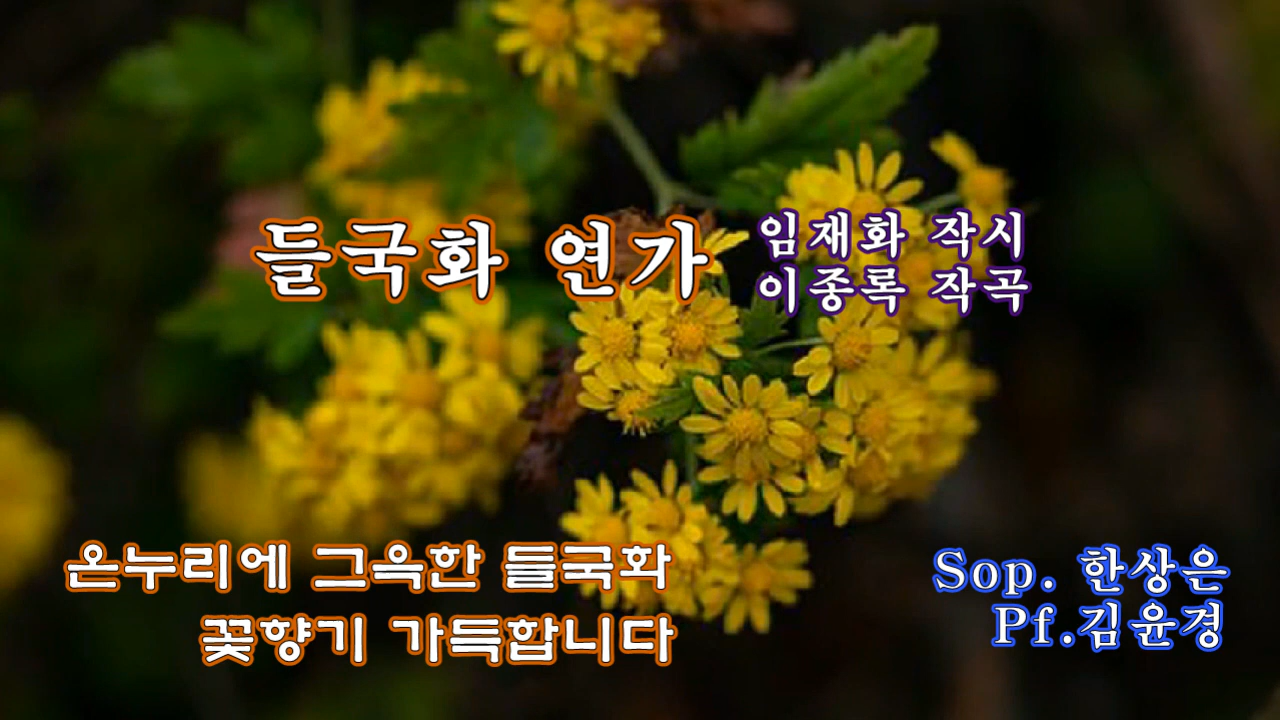 들국화 연가
임재화 작시
이종록 작곡
온누리에 그윽한 들국화
꽃향기 가득합니다
Sop. 한상은
Pf.김윤경